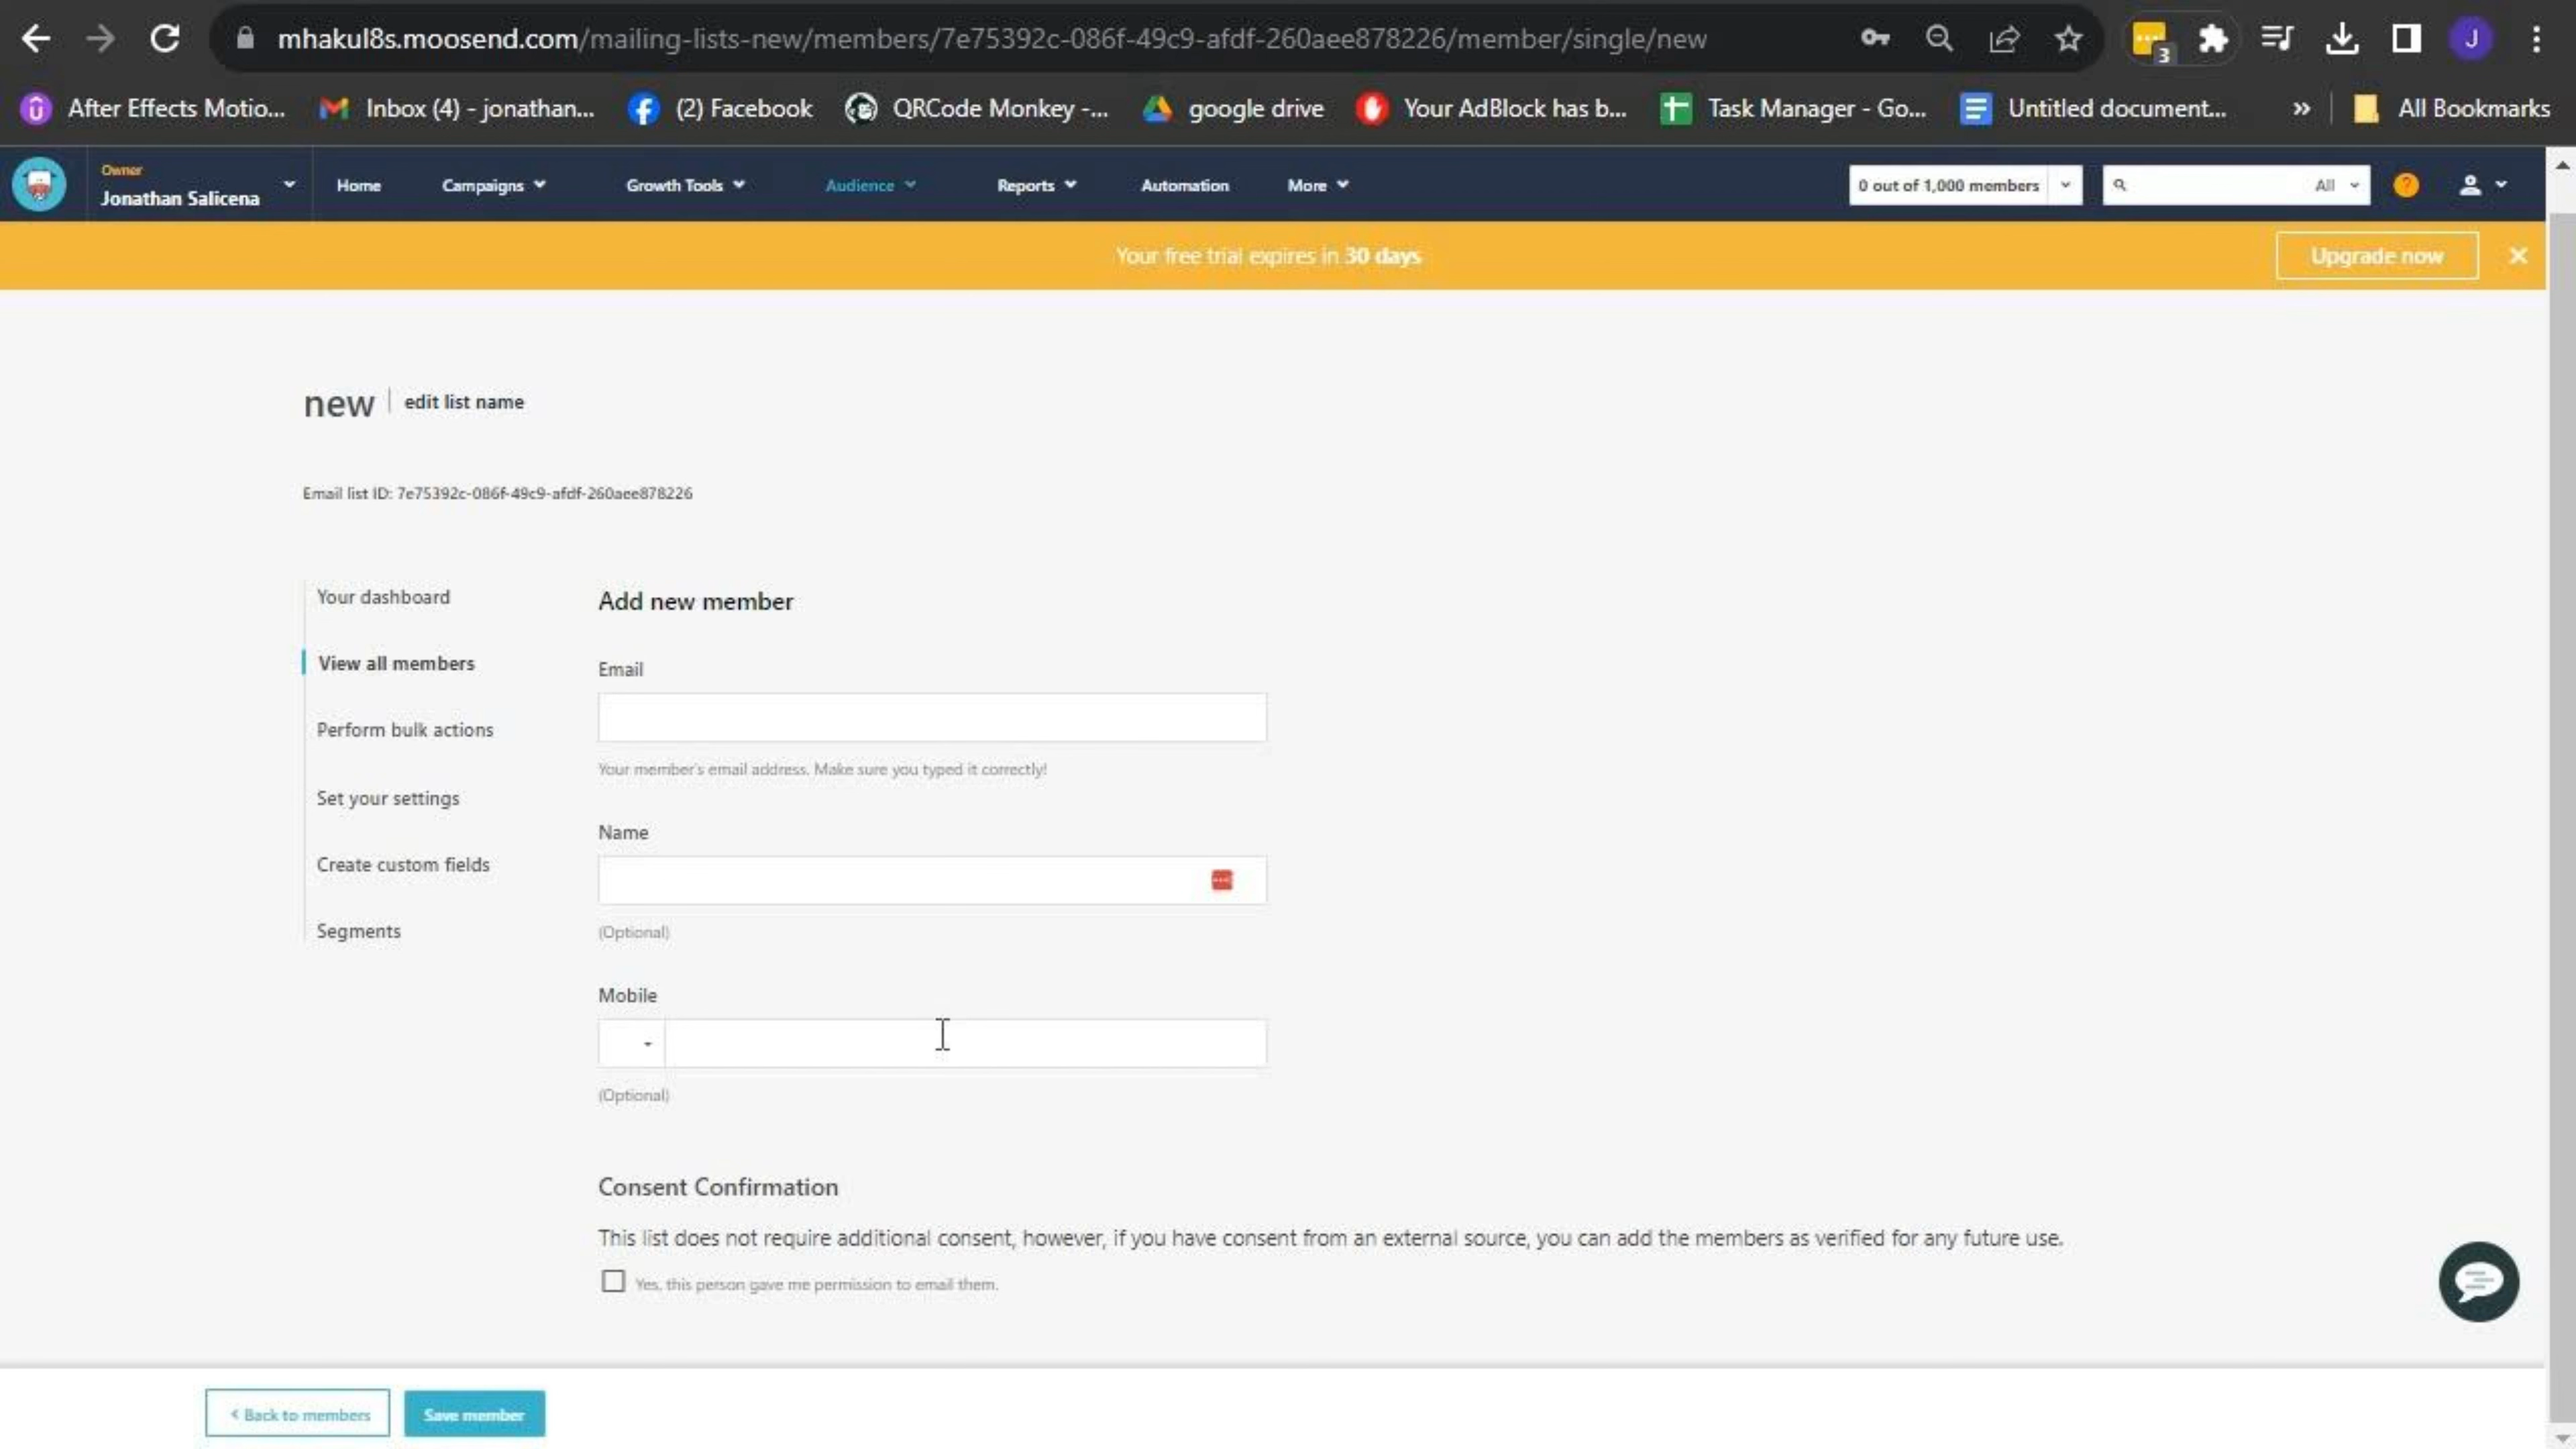 mhakul8s.moosend.com/mailing-lists-new/members/7e75392c-086f-49c9-afdf-260aee878226/member/single/new
3
J
After Effects Motio...
Inbox (4) - jonathan...
(2) Facebook
QRCode Monkey -...
google drive
Your AdBlock has b...
Task Manager - Go...
Untitled document...
» All Bookmarks
Owner
Jonathan Salicena
Home
Campaigns
Growth Tools
Audience
Reports
Automation
More
0 out of 1,000 members
All
?
Your free trial expires in 30 days
Upgrade now
new
edit list name
Email list ID: 7e75392c-086f-49c9-afdf-260aee878226
Your dashboard
View all members
Perform bulk actions
Set your settings
Create custom fields
Segments
Add new member
Email
Your member's email address. Make sure you typed it correctly!
Name
(Optional)
Mobile
(Optional)
Consent Confirmation
This list does not require additional consent, however, if you have consent from an external source, you can add the members as verified for any future use.
Yes, this person gave me permission to email them.
< Back to members
Save member